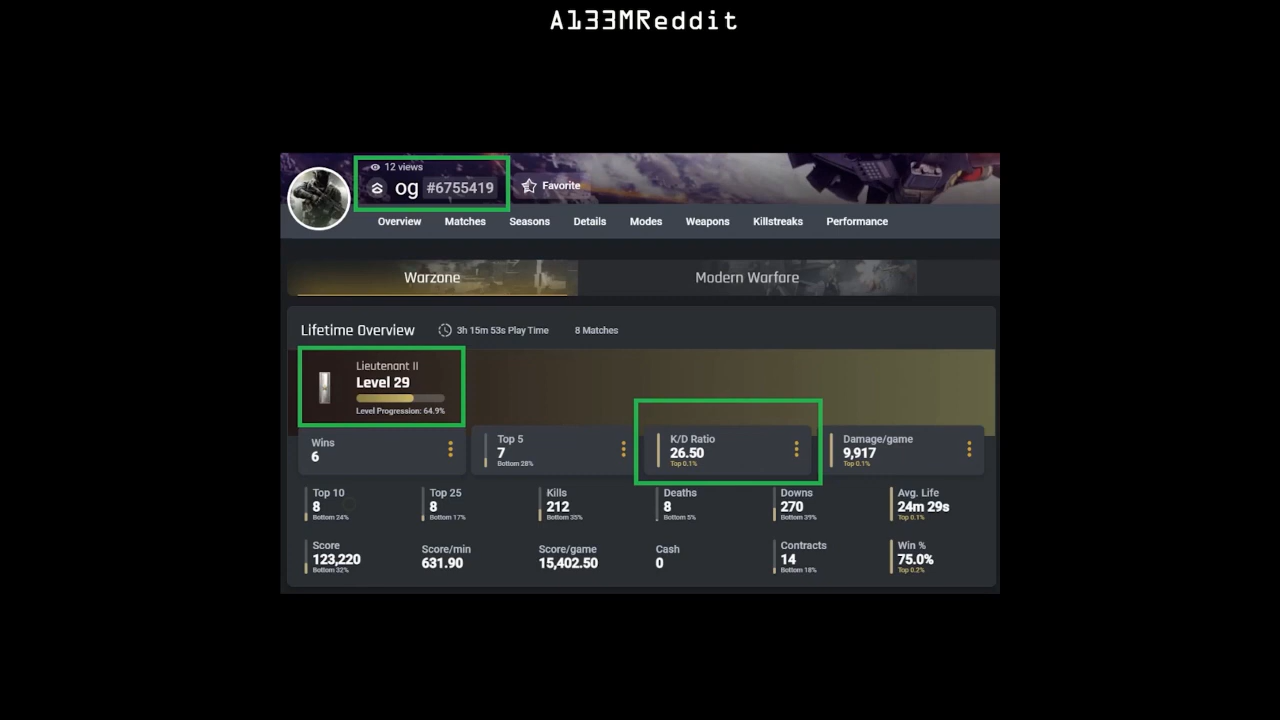 A133MReddit
12 views
og #6755419
Favorite
Overview Matches Seasons Details Modes Weapons Killstreaks Performance
Warzone Modern Warfare
Lifetime Overview 3h 15m 53s Play Time 8 Matches
Lieutenant II
Level 29
Level Progression: 64.9%
Wins
6
Top 5
7
Bottom 28%
K/D Ratio
26.50
Top 0.1%
Damage/game
9,917
Top 0.1%
Top 10
8
Bottom 24%
Top 25
8
Bottom 17%
Kills
212
Bottom 35%
Deaths
8
Bottom 5%
Downs
270
Bottom 39%
Avg. Life
24m 29s
Top 0.1%
Score
123,220
Bottom 32%
Score/min
631.90
Score/game
15,402.50
Cash
0
Contracts
14
Bottom 18%
Win %
75.0%
Top 0.2%